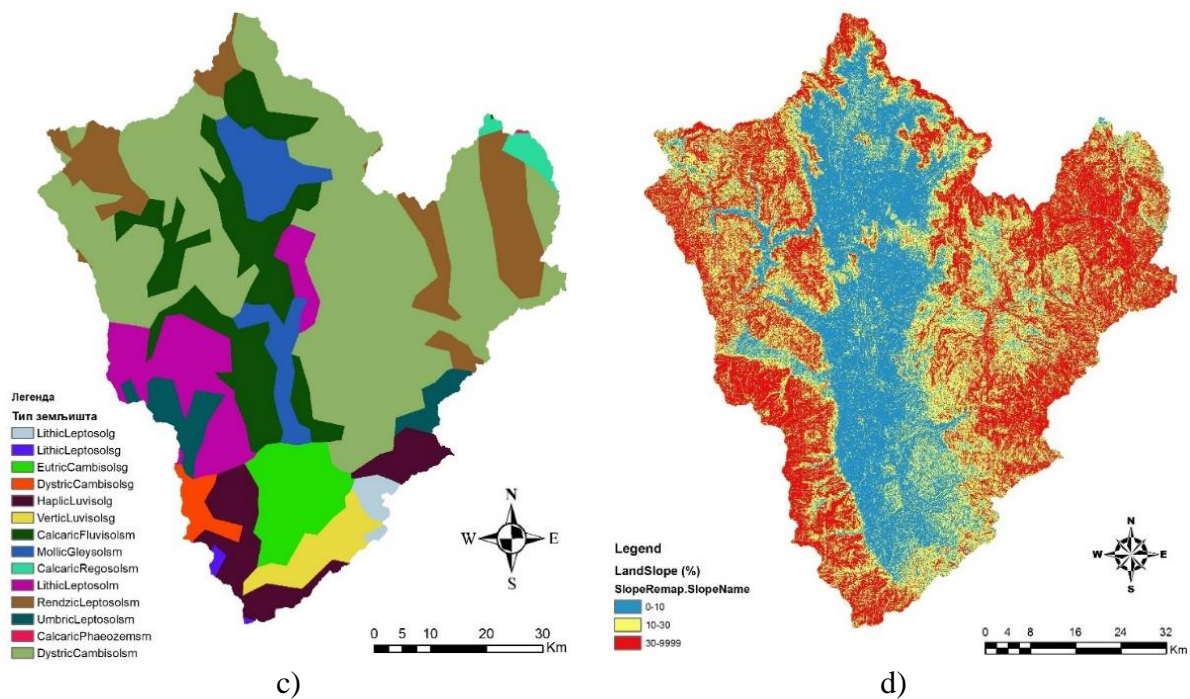 Легенда
Тип земљишта
LithicLeptosolg
LithicLeptosolsg
EutricCambisolsg
DystricCambisolsg
HaplicLuvisolg
VerticLuvisolsg
CalcaricFluvisolsm
MollicGleysolsm
CalcaricRegosolsm
LithicLeptosolm
RendzicLeptosolsm
UmbricLeptosolsm
CalcaricPhaeozemsm
DystricCambisolsm
N
W E
S
0 5 10 20 30
Km
c)
Legend
LandSlope (%)
SlopeRemap.SlopeName
0-10
10-30
30-9999
N
W E
S
0 4 8 16 24 32
Km
d)